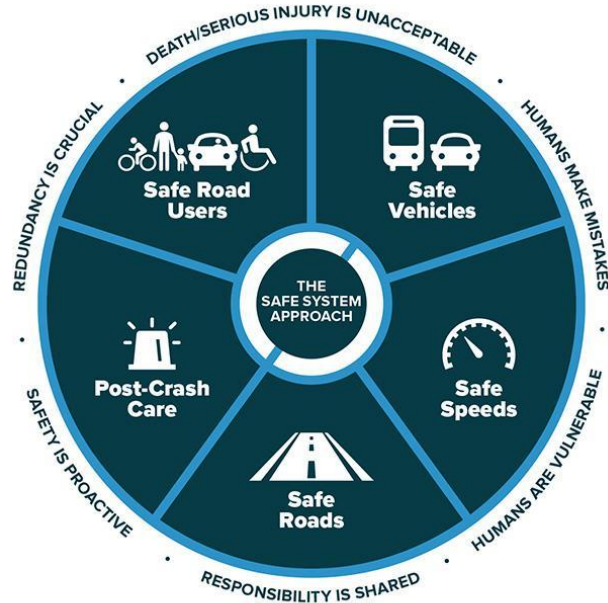 DEATH/SERIOUS INJURY IS UNACCEPTABLE
HUMANS MAKE MISTAKES
HUMANS ARE VULNERABLE
RESPONSIBILITY IS SHARED
SAFETY IS PROACTIVE
REDUNDANCY IS CRUCIAL
Safe Road
Users
Safe
Vehicles
THE
SAFE SYSTEM
APPROACH
Post-Crash
Care
Safe
Speeds
Safe
Roads